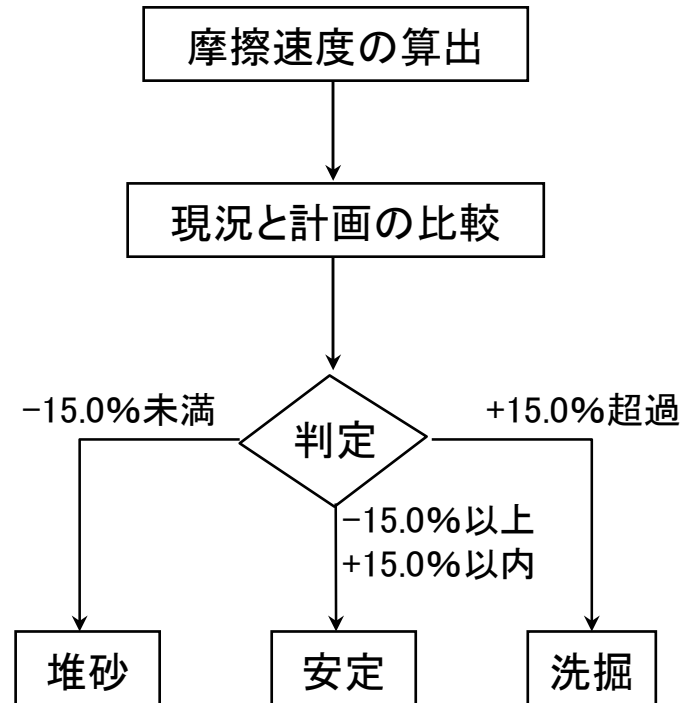 摩擦速度の算出
現況と計画の比較
-15.0%未満
+15.0%超過
判定
-15.0%以上
+15.0%以内
堆砂
安定
洗掘